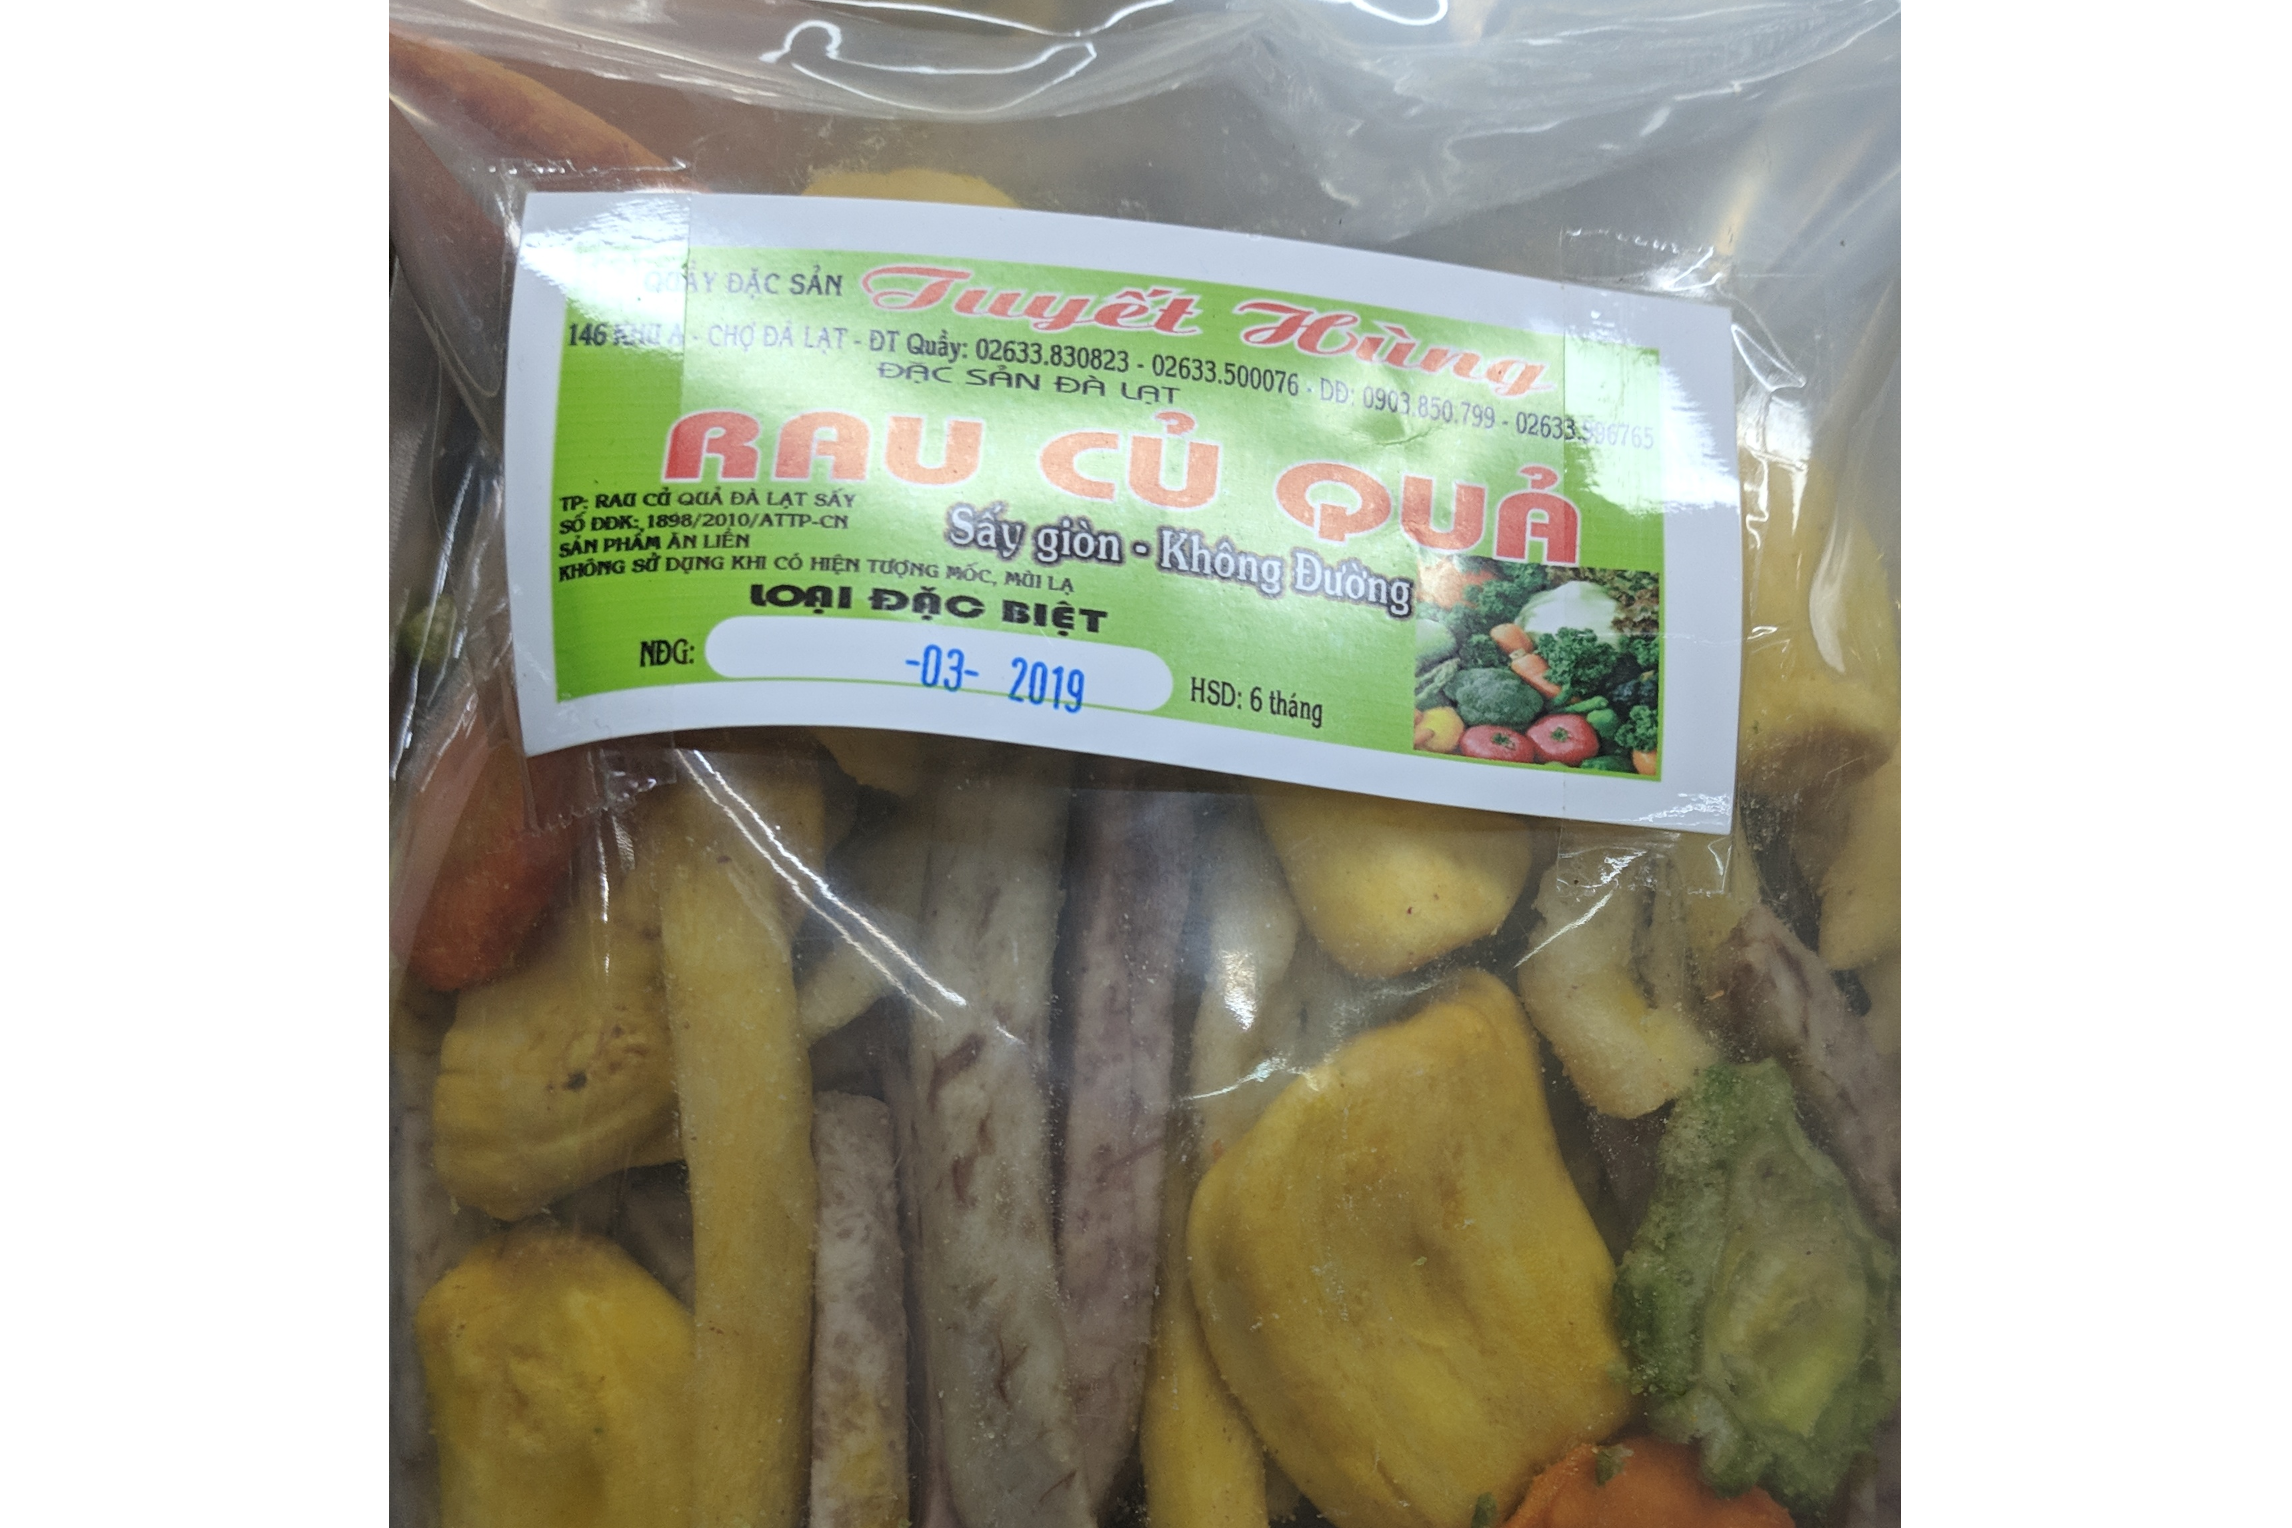 QUẦY ĐẶC SẢN Tuyết Hùng
146 KHU A - CHỢ ĐÀ LẠT - ĐT Quầy: 02633.830823 - 02633.500076 - DĐ: 0903.850.799 - 02633.596765
ĐẶC SẢN ĐÀ LẠT
RAU CỦ QUẢ
Sấy giòn - Không Đường
TP: RAU CỦ QUẢ ĐÀ LẠT SẤY
SỐ ĐĐK: 1898/2010/ATTP-CN
SẢN PHẨM ĂN LIỀN
KHÔNG SỬ DỤNG KHI CÓ HIỆN TƯỢNG MỐC, MÙI LẠ
LOẠI ĐẶC BIỆT
NĐG: -03- 2019
HSD: 6 tháng